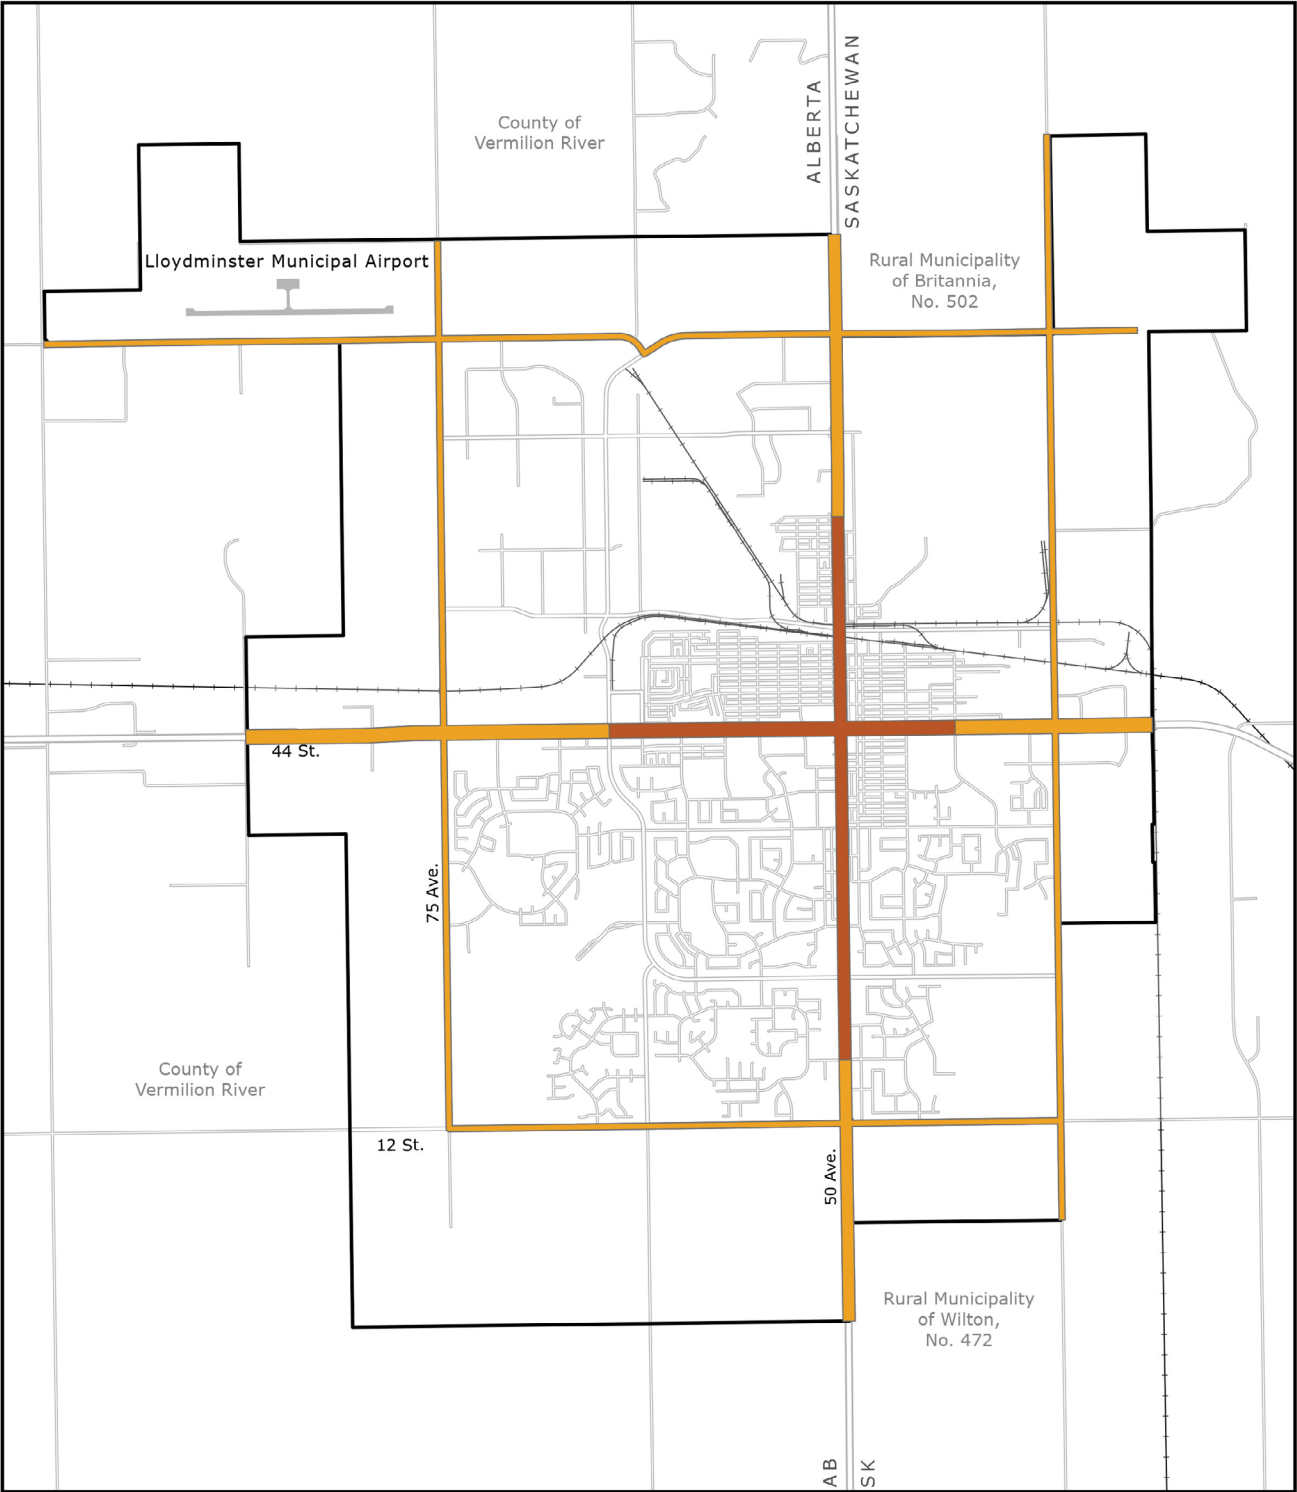 ALBERTA
SASKATCHEWAN
County of
Vermilion River
Lloydminster Municipal Airport
Rural Municipality
of Britannia,
No. 502
44 St.
75 Ave.
County of
Vermilion River
12 St.
50 Ave.
Rural Municipality
of Wilton,
No. 472
AB
SK